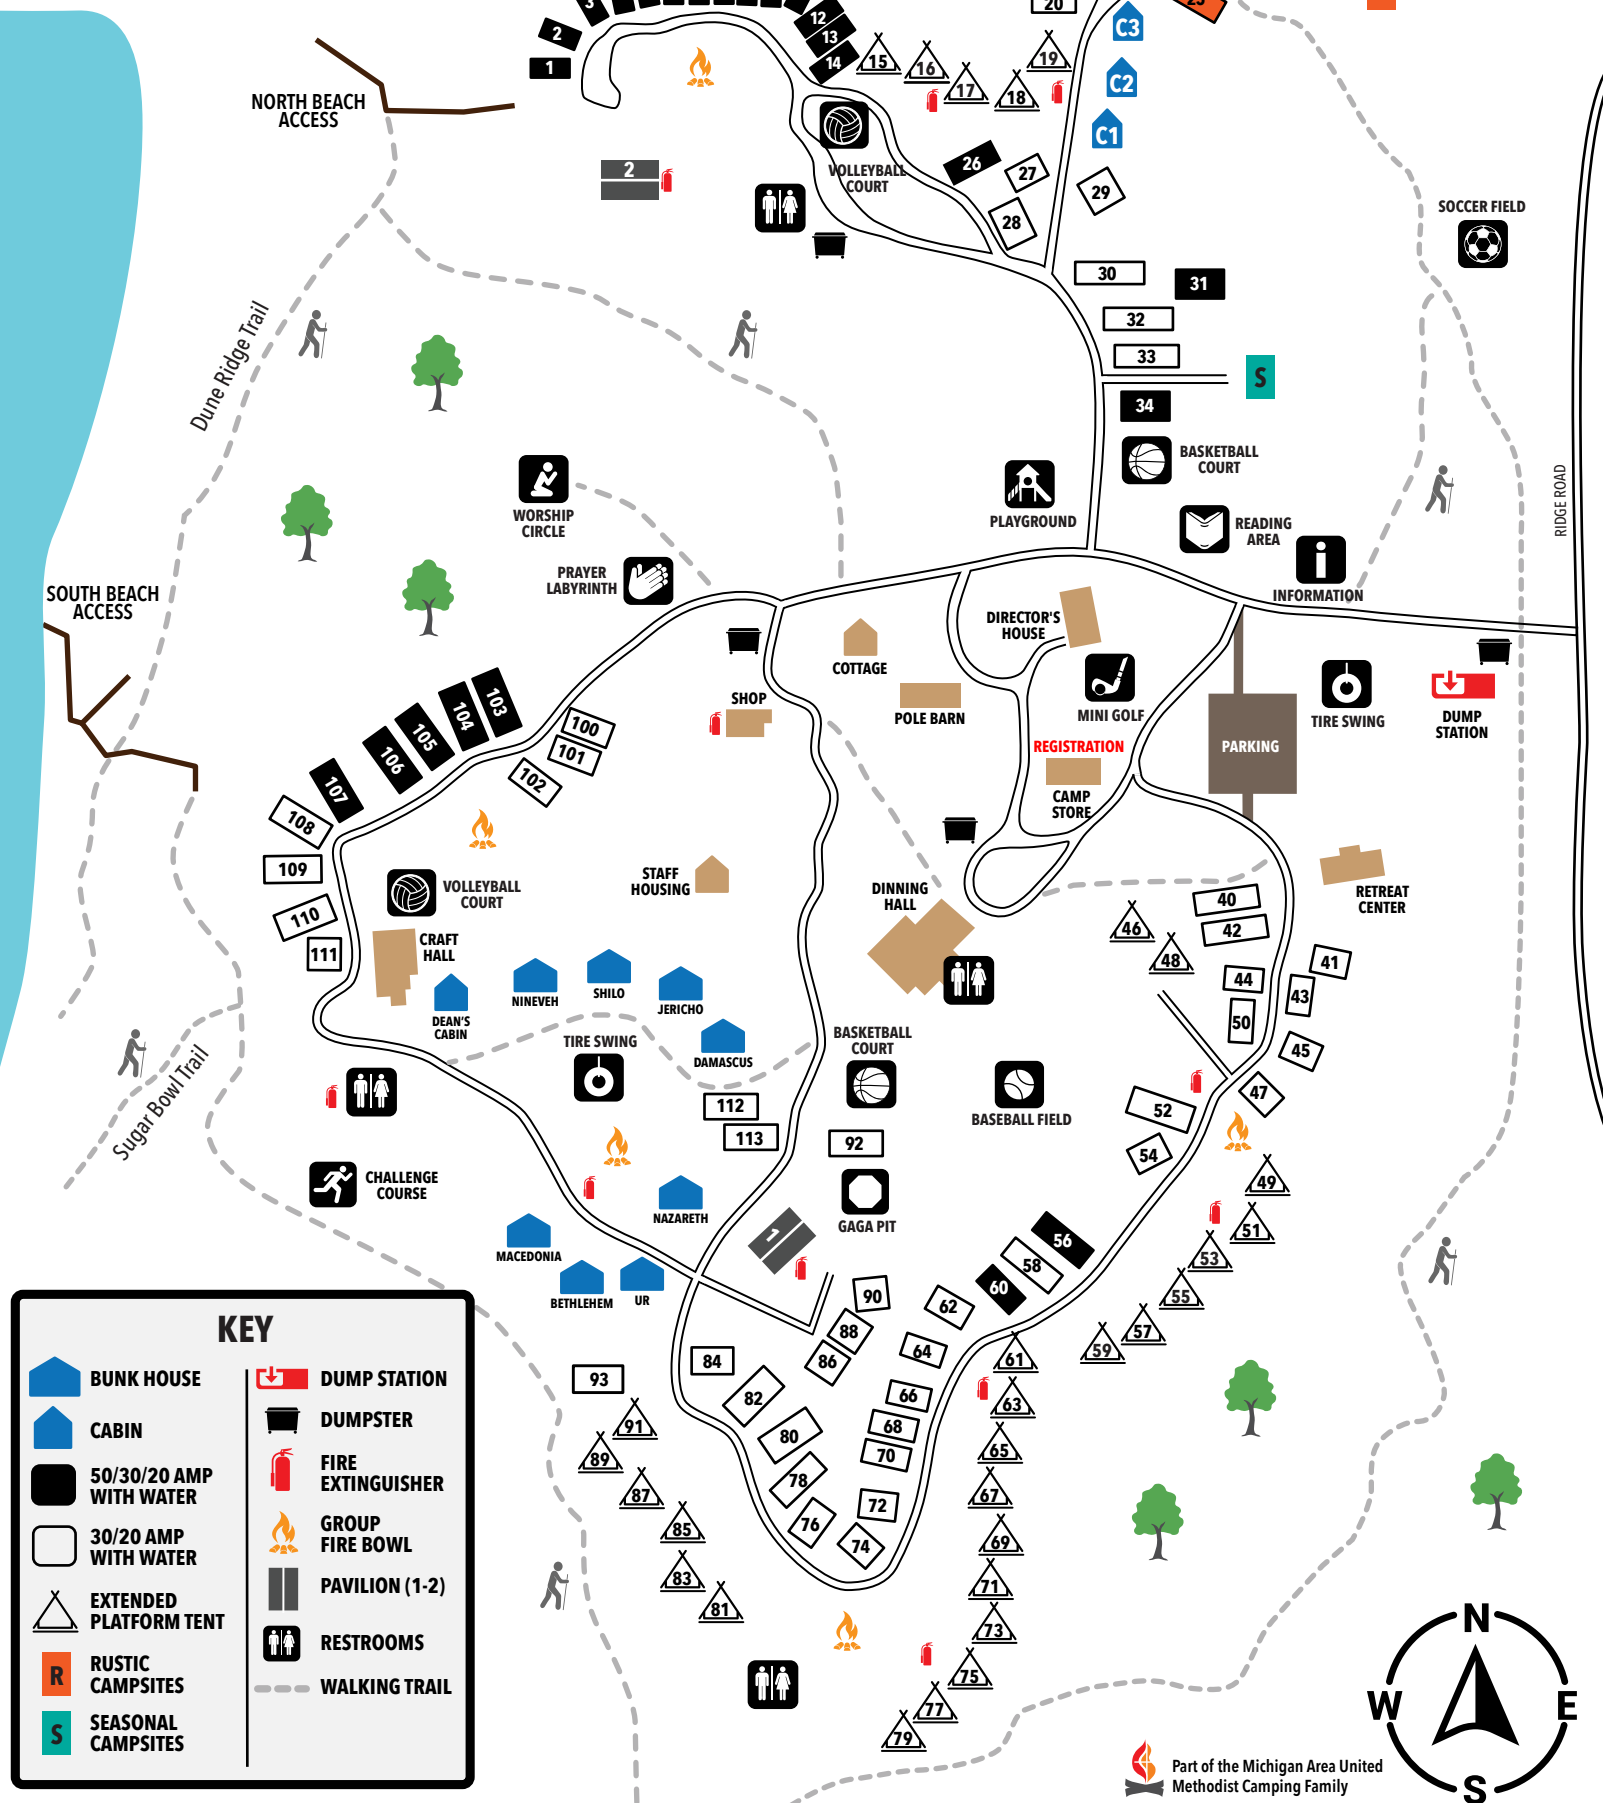 3
2
1
12
13
14
15
16
17
18
19
20
25
C3
C2
C1
NORTH BEACH
ACCESS
VOLLEYBALL
COURT
2
26
27
28
29
SOCCER FIELD
30
31
32
33
S
34
Dune Ridge Trail
BASKETBALL
COURT
PLAYGROUND
READING
AREA
RIDGE ROAD
WORSHIP
CIRCLE
PRAYER
LABYRINTH
INFORMATION
SOUTH BEACH
ACCESS
DIRECTOR'S
HOUSE
COTTAGE
SHOP
POLE BARN
MINI GOLF
TIRE SWING
DUMP
STATION
REGISTRATION
PARKING
CAMP
STORE
103
104
105
106
107
100
101
102
108
109
110
111
VOLLEYBALL
COURT
STAFF
HOUSING
DINNING
HALL
RETREAT
CENTER
CRAFT
HALL
40
42
46
48
41
44
43
50
45
47
DEAN'S
CABIN
NINEVEH
SHILO
JERICHO
DAMASCUS
TIRE SWING
BASKETBALL
COURT
BASEBALL FIELD
Sugar Bowl Trail
112
113
92
52
54
49
51
53
55
57
59
CHALLENGE
COURSE
GAGA PIT
NAZARETH
MACEDONIA
BETHLEHEM
UR
1
56
58
60
62
64
66
68
70
72
74
76
78
80
82
84
86
88
90
61
63
65
67
69
71
73
75
77
79
93
91
89
87
85
83
81
KEY
BUNK HOUSE
CABIN
50/30/20 AMP
WITH WATER
30/20 AMP
WITH WATER
EXTENDED
PLATFORM TENT
R
RUSTIC
CAMPSITES
S
SEASONAL
CAMPSITES
DUMP STATION
DUMPSTER
FIRE
EXTINGUISHER
GROUP
FIRE BOWL
PAVILION (1-2)
RESTROOMS
WALKING TRAIL
N
W
E
S
Part of the Michigan Area United
Methodist Camping Family